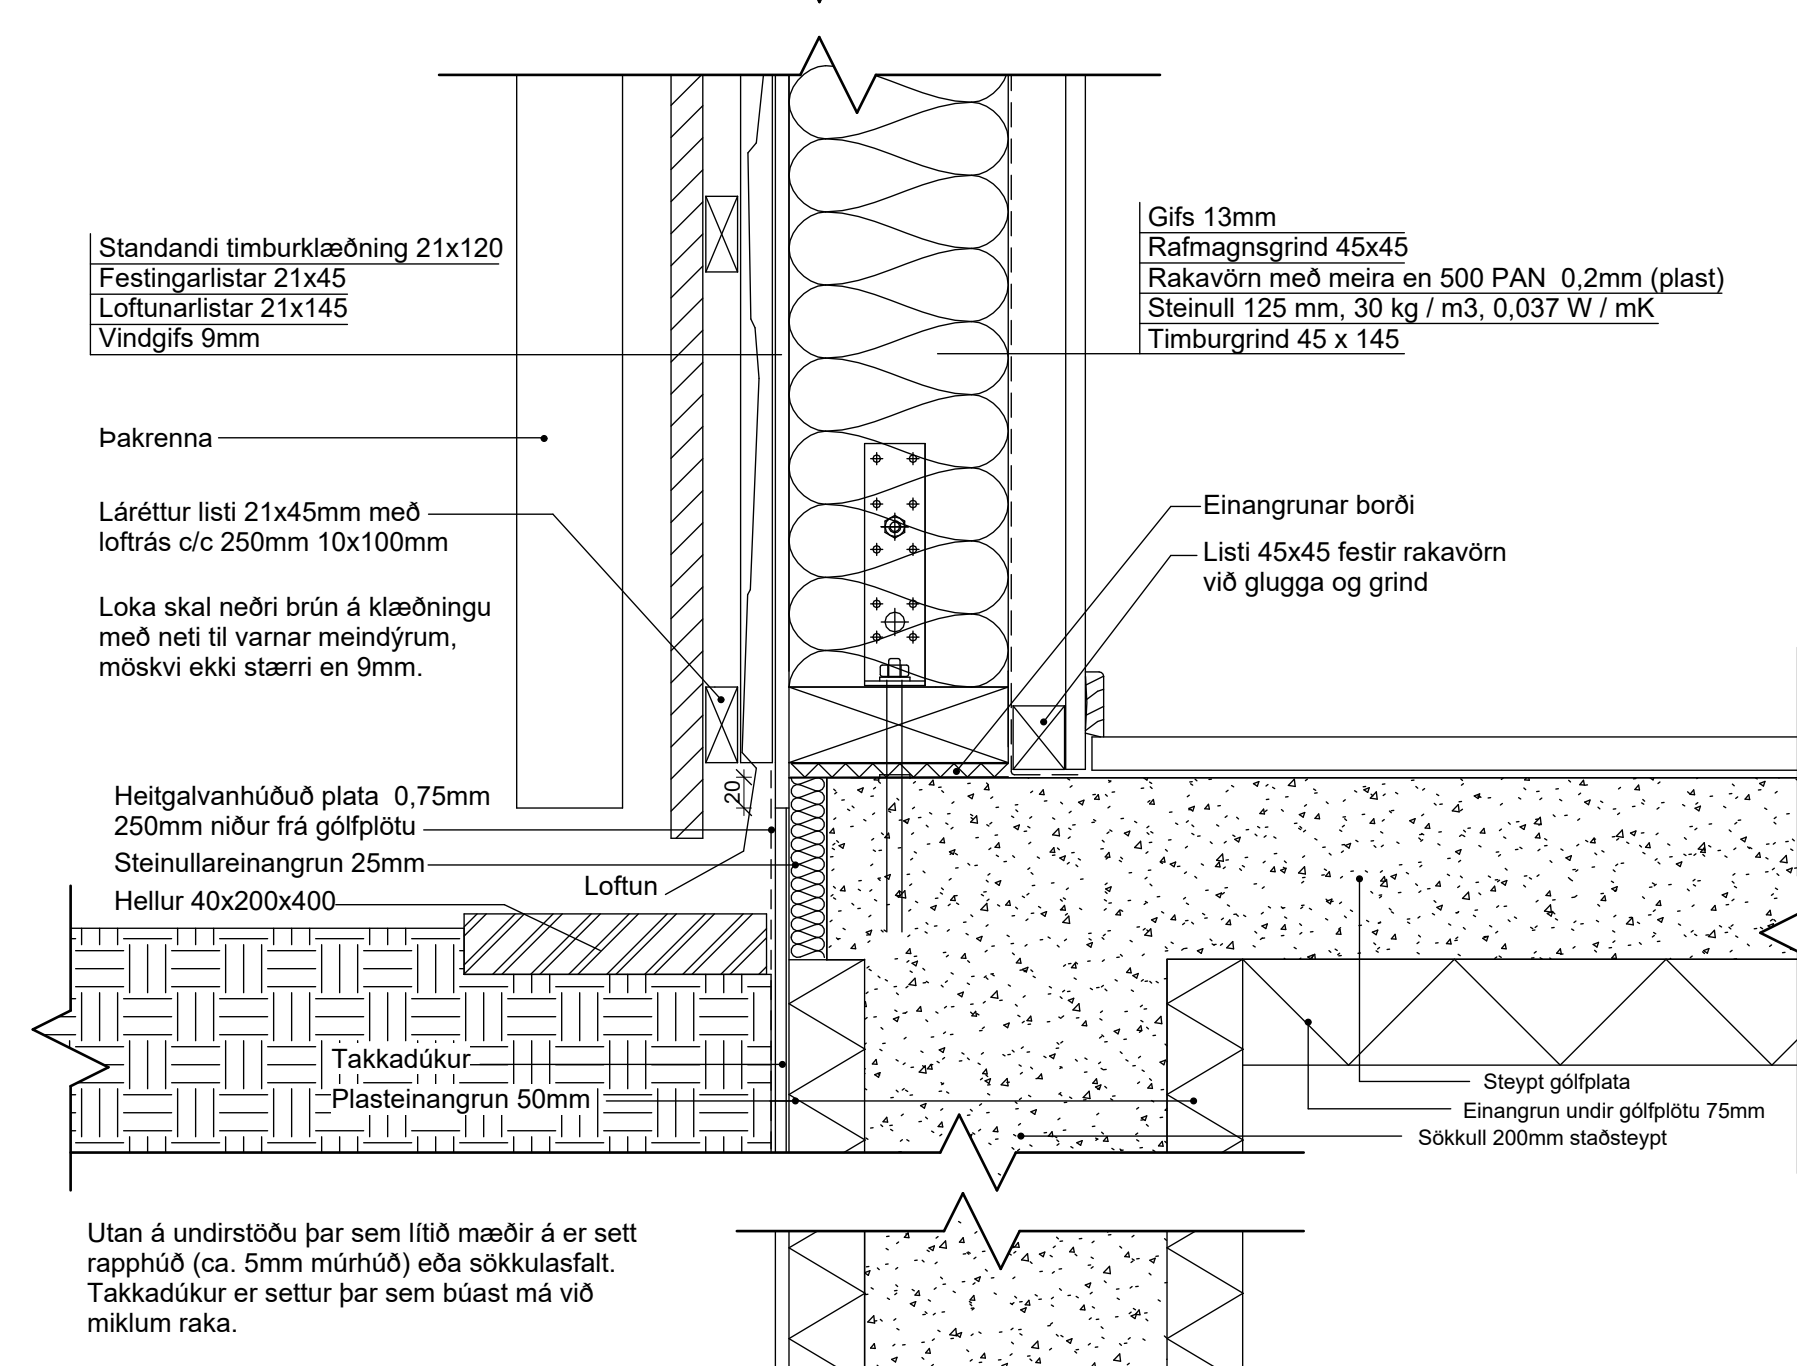 Standandi timburklæðning 21x120
Festingarlistar 21x45
Loftunarlistar 21x145
Vindgifs 9mm
Gifs 13mm
Rafmagnsgrind 45x45
Rakavörn með meira en 500 PAN 0,2mm (plast)
Steinull 125 mm, 30 kg / m3, 0,037 W / mK
Timburgrind 45 x 145
Þakrenna
Láréttur listi 21x45mm með
loftrás c/c 250mm 10x100mm
Loka skal neðri brún á klæðningu
með neti til varnar meindýrum,
möskvi ekki stærri en 9mm.
Einangrunar borði
Listi 45x45 festir rakavörn
við glugga og grind
20
Heitgalvanhúðuð plata 0,75mm
250mm niður frá gólfplötu
Steinullareinangrun 25mm
Loftun
Hellur 40x200x400
Takkadúkur
Plasteinangrun 50mm
Steypt gólfplata
Einangrun undir gólfplötu 75mm
Sökkull 200mm staðsteypt
Utan á undirstöðu þar sem lítið mæðir á er sett
rapphúð (ca. 5mm múrhúð) eða sökkulasfalt.
Takkadúkur er settur þar sem búast má við
miklum raka.